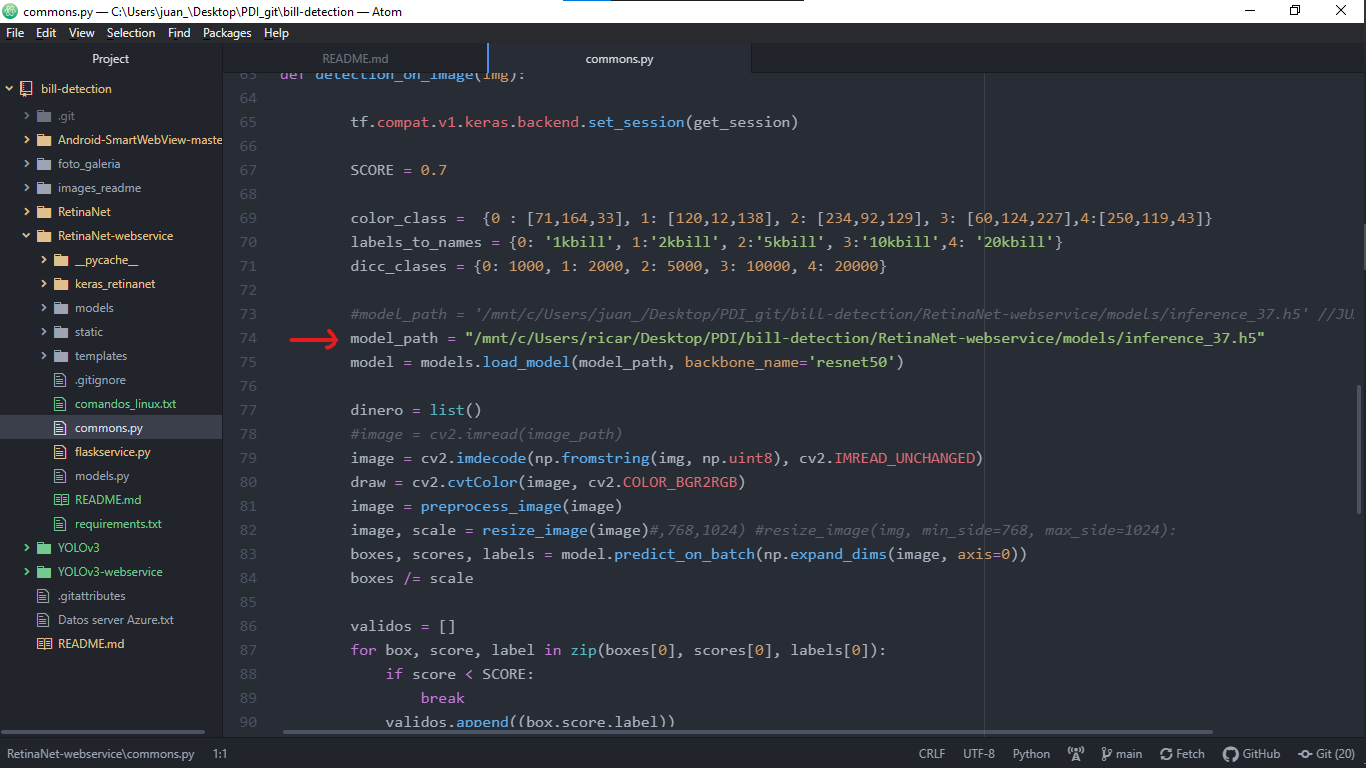 commons.py — C:\Users\juan_\Desktop\PDI_git\bill-detection — Atom
File Edit View Selection Find Packages Help
Project
README.md
commons.py
bill-detection
.git
Android-SmartWebView-master
foto_galeria
images_readme
RetinaNet
RetinaNet-webservice
__pycache__
keras_retinanet
models
static
templates
.gitignore
comandos_linux.txt
commons.py
flaskservice.py
models.py
README.md
requirements.txt
YOLOv3
YOLOv3-webservice
.gitattributes
Datos server Azure.txt
README.md
63 def detection_on_image(img):
64
65 tf.compat.v1.keras.backend.set_session(get_session)
66
67 SCORE = 0.7
68
69 color_class =  {0 : [71,164,33], 1: [120,12,138], 2: [234,92,129], 3: [60,124,227],4:[250,119,43]}
70 labels_to_names = {0: '1kbill', 1:'2kbill', 2:'5kbill', 3:'10kbill',4: '20kbill'}
71 dicc_clases = {0: 1000, 1: 2000, 2: 5000, 3: 10000, 4: 20000}
72
73 #model_path = '/mnt/c/Users/juan_/Desktop/PDI_git/bill-detection/RetinaNet-webservice/models/inference_37.h5' //JU
74 model_path = "/mnt/c/Users/ricar/Desktop/PDI/bill-detection/RetinaNet-webservice/models/inference_37.h5"
75 model = models.load_model(model_path, backbone_name='resnet50')
76
77 dinero = list()
78 #image = cv2.imread(image_path)
79 image = cv2.imdecode(np.fromstring(img, np.uint8), cv2.IMREAD_UNCHANGED)
80 draw = cv2.cvtColor(image, cv2.COLOR_BGR2RGB)
81 image = preprocess_image(image)
82 image, scale = resize_image(image)#,768,1024) #resize_image(img, min_side=768, max_side=1024):
83 boxes, scores, labels = model.predict_on_batch(np.expand_dims(image, axis=0))
84 boxes /= scale
85
86 validos = []
87 for box, score, label in zip(boxes[0], scores[0], labels[0]):
88 if score < SCORE:
89 break
90 validos.append((box,score,label))
RetinaNet-webservice\commons.py 1:1 CRLF UTF-8 Python main Fetch GitHub Git (20)